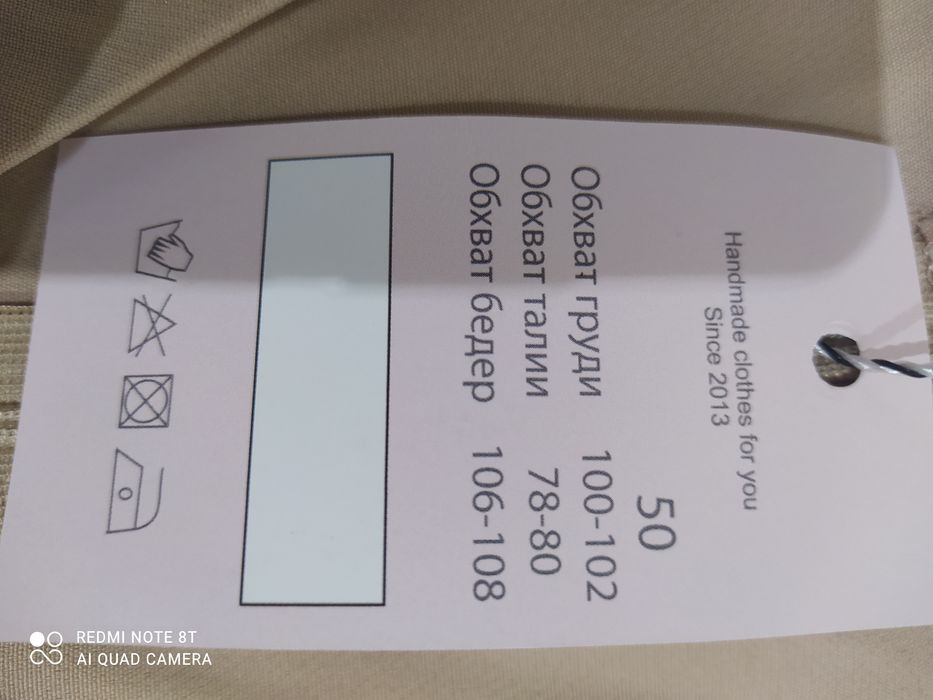 Handmade clothes for you
Since 2013
50
Обхват груди 100-102
Обхват талии 78-80
Обхват бедер 106-108
REDMI NOTE 8T
AI QUAD CAMERA